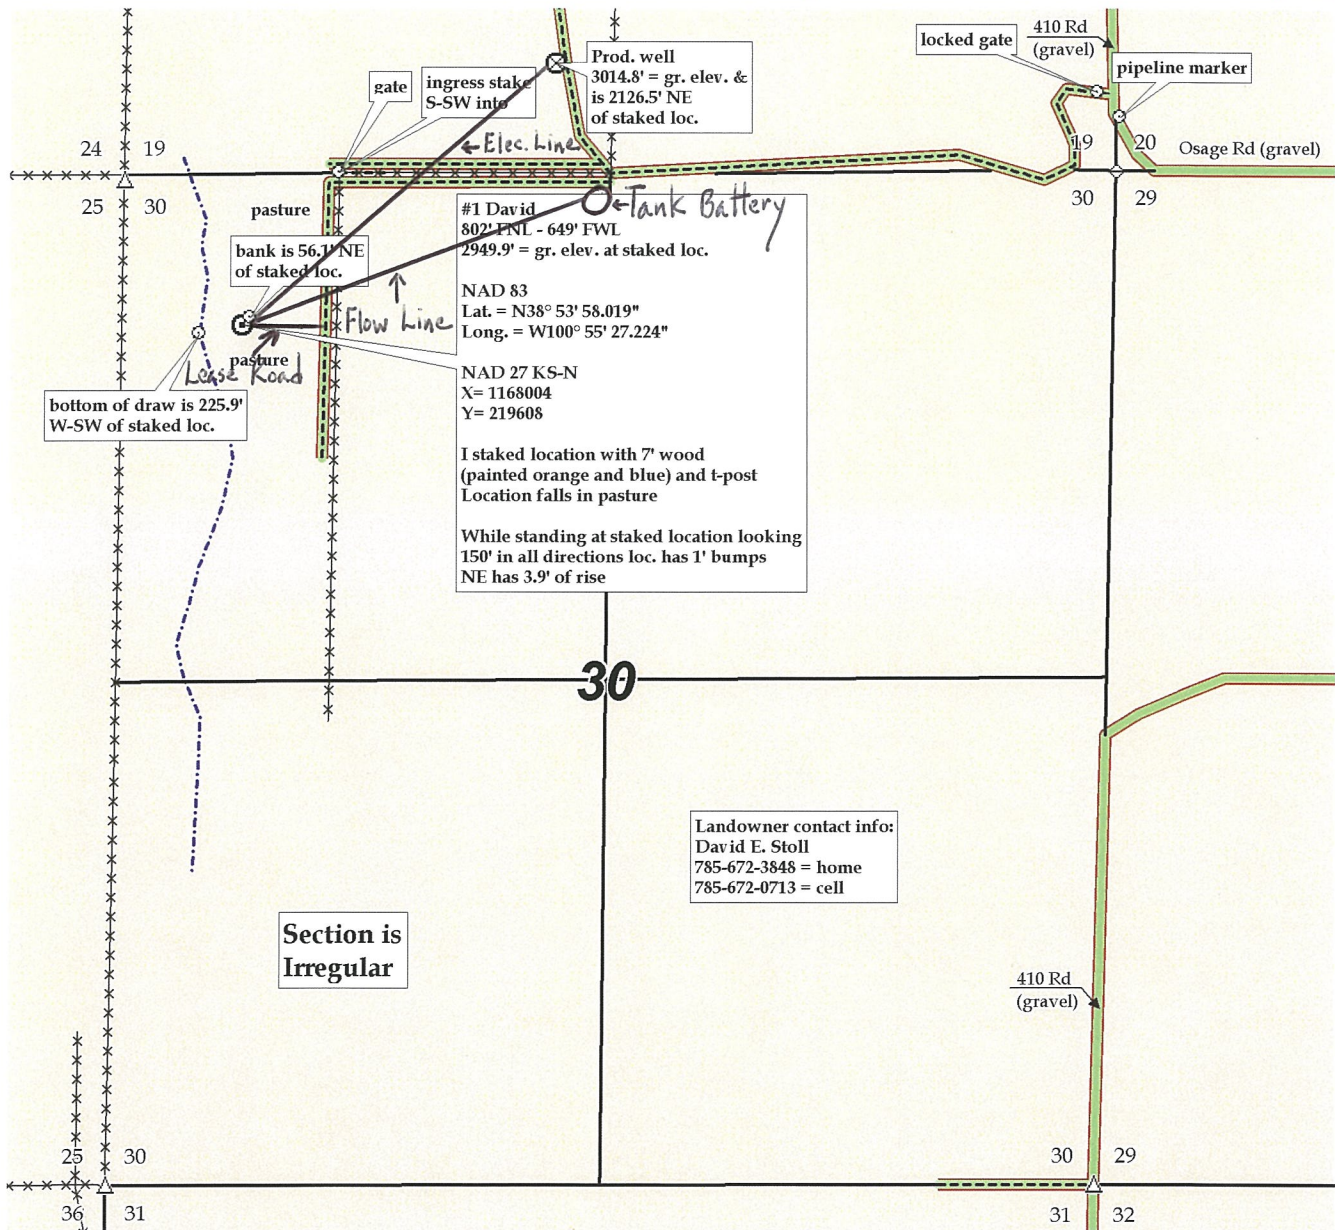 410 Rd
(gravel)
locked gate
pipeline marker
Prod. well
3014.8' = gr. elev. &
is 2126.5' NE
of staked loc.
gate
ingress stake
S-SW into
←Elec. Line
24 19
25 30
19 20
30 29
Osage Rd (gravel)
pasture
←Tank Battery
#1 David
802' FNL - 649' FWL
2949.9' = gr. elev. at staked loc.
NAD 83
Lat. = N38° 53' 58.019"
Long. = W100° 55' 27.224"
NAD 27 KS-N
X= 1168004
Y= 219608
I staked location with 7' wood
(painted orange and blue) and t-post
Location falls in pasture
While standing at staked location looking
150' in all directions loc. has 1' bumps
NE has 3.9' of rise
bank is 56.1' NE
of staked loc.
Flow Line
pasture
Lease Road
bottom of draw is 225.9'
W-SW of staked loc.
30
Landowner contact info:
David E. Stoll
785-672-3848 = home
785-672-0713 = cell
Section is
Irregular
410 Rd
(gravel)
25 30
36 31
30 29
31 32